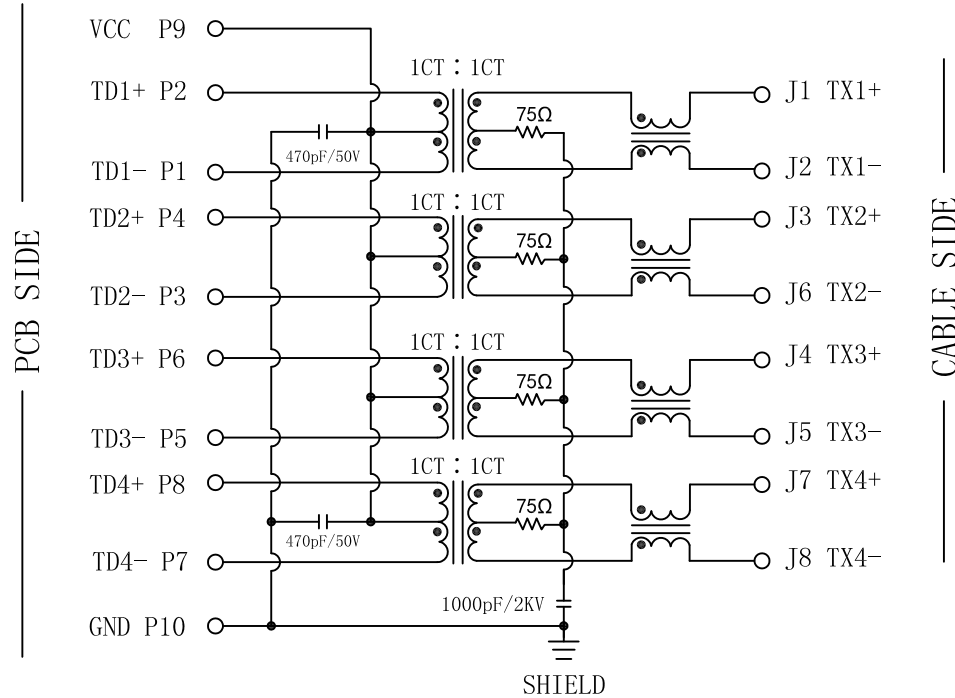 VCC P9
1CT : 1CT
TD1+ P2
75Ω
J1 TX1+
470pF/50V
TD1- P1
J2 TX1-
1CT : 1CT
TD2+ P4
75Ω
J3 TX2+
TD2- P3
J6 TX2-
PCB SIDE
CABLE SIDE
1CT : 1CT
TD3+ P6
75Ω
J4 TX3+
TD3- P5
J5 TX3-
1CT : 1CT
TD4+ P8
75Ω
J7 TX4+
470pF/50V
TD4- P7
J8 TX4-
1000pF/2KV
GND P10
SHIELD